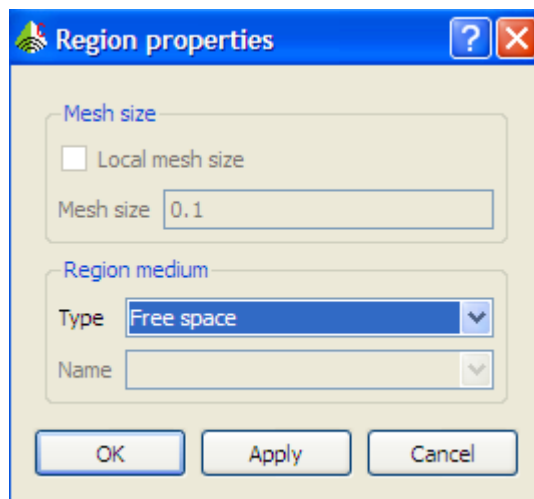 Region properties
Mesh size
Local mesh size
Mesh size 0.1
Region medium
Type Free space
Name
OK Apply Cancel